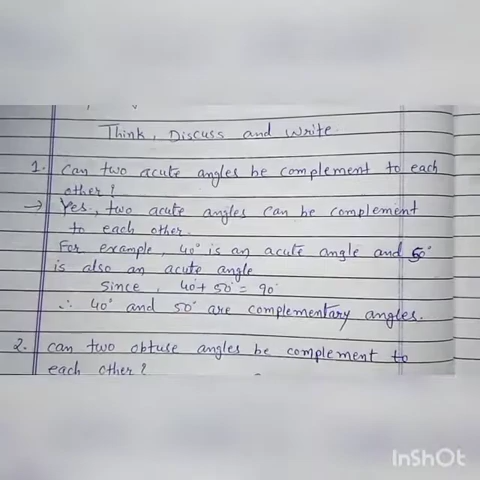 Think, Discuss and Write.
1. Can two acute angles be complement to each
other?
→ Yes, two acute angles can be complement
to each other.
For example, 40° is an acute angle and 50°
is also an acute angle
Since, 40°+ 50° = 90°
∴ 40° and 50° are complementary angles.
2. can two obtuse angles be complement to
each other?
InShOt